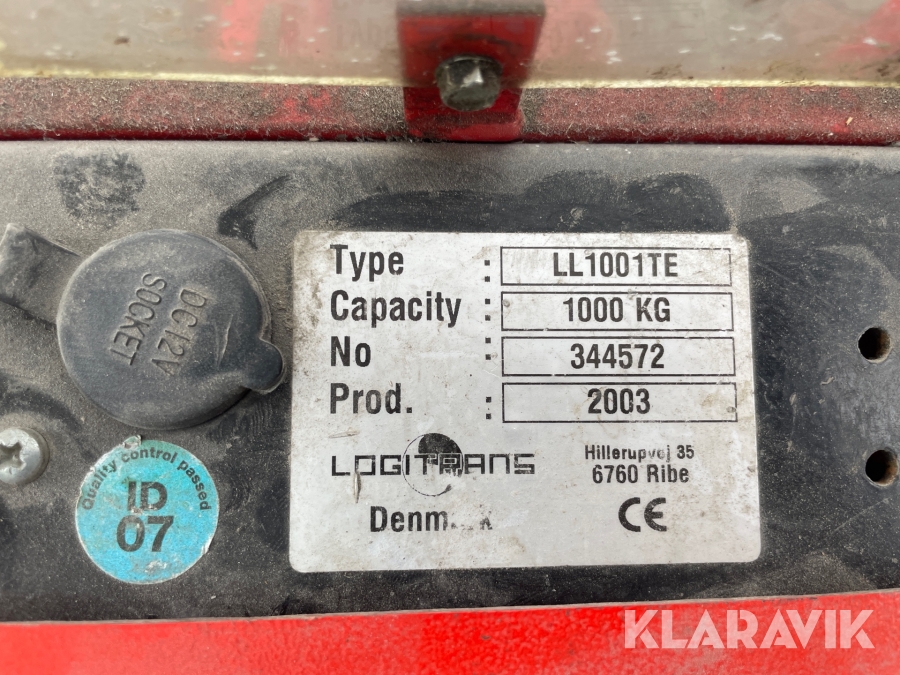 DC12V
SOCKET
Quality control passed
ID
07
Type : LL1001TE
Capacity : 1000 KG
No : 344572
Prod. : 2003
LOGITRANS
Hillerupvej 35
6760 Ribe
CE
KLARAVIK